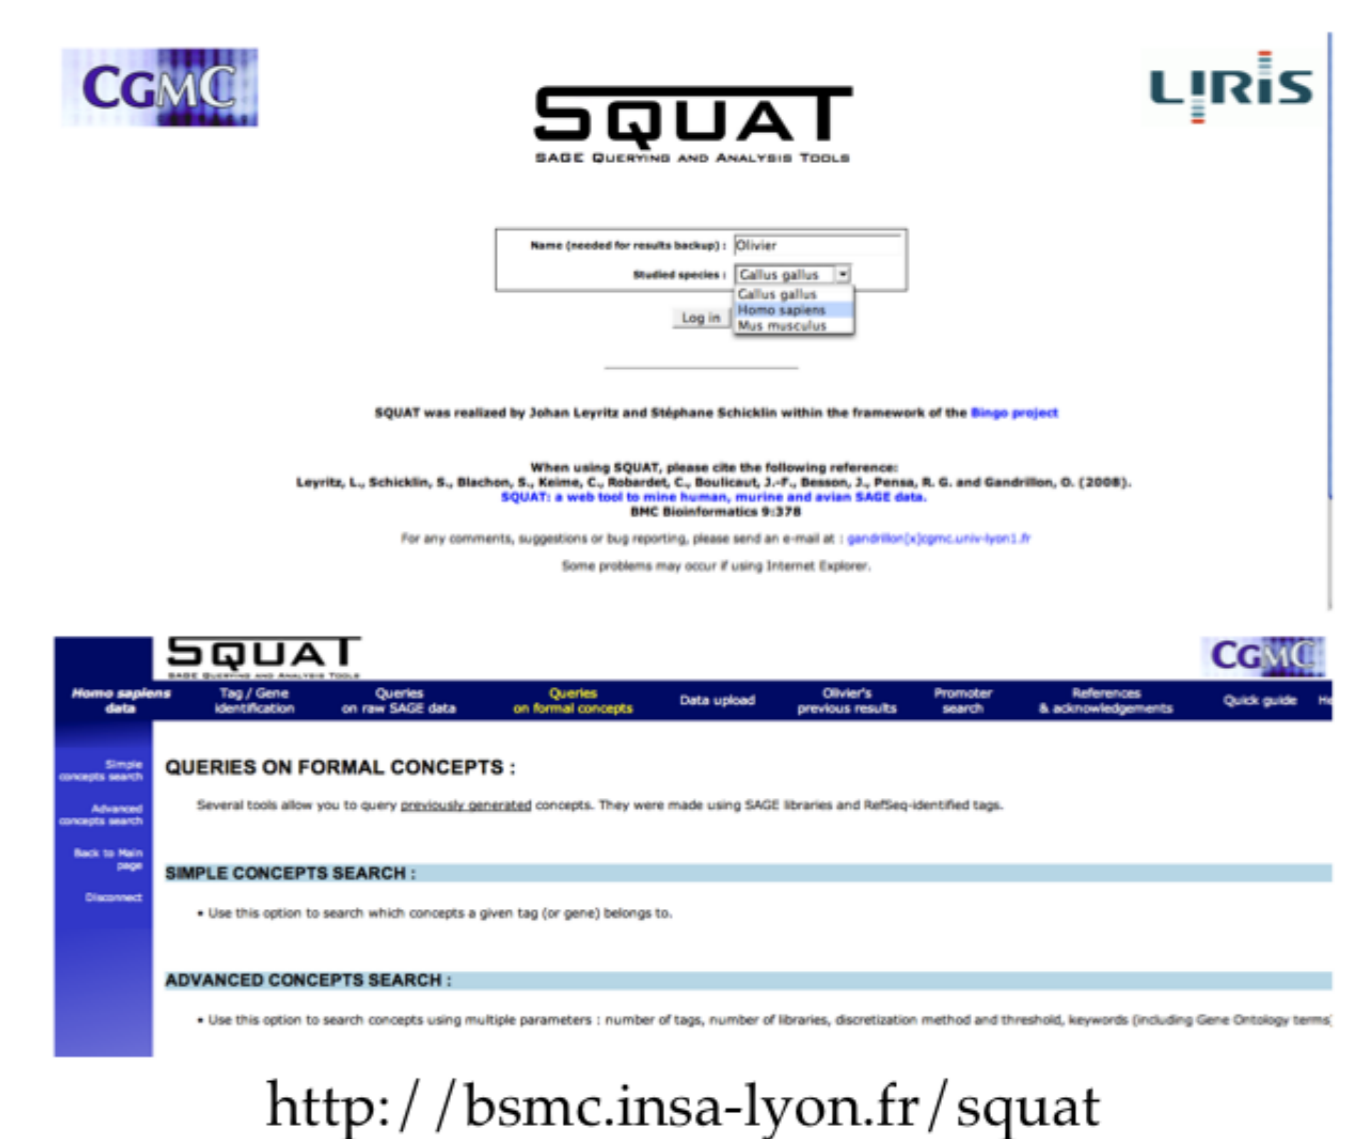 CGMC
LIRIS
SQUAT
SAGE QUERYING AND ANALYSIS TOOLS
Name (needed for results backup) : Olivier
Studied species : Gallus gallus
Gallus gallus
Homo sapiens
Mus musculus
Log in
SQUAT was realized by Johan Leyritz and Stéphane Schicklin within the framework of the Bingo project
When using SQUAT, please cite the following reference:
Leyritz, L., Schicklin, S., Blachon, S., Keime, C., Robardet, C., Boulicaut, J.-F., Besson, J., Pensa, R. G. and Gandrillon, O. (2008).
SQUAT: a web tool to mine human, murine and avian SAGE data.
BMC Bioinformatics 9:378
For any comments, suggestions or bug reporting, please send an e-mail at : gandrillon[x]cgmc.univ-lyon1.fr
Some problems may occur if using Internet Explorer.
SQUAT
SAGE QUERYING AND ANALYSIS TOOLS
CGMC
Homo sapiens data
Tag / Gene identification
Queries on raw SAGE data
Queries on formal concepts
Data upload
Olivier's previous results
Promoter search
References & acknowledgements
Quick guide
He
Simple
concepts search
Advanced
concepts search
Back to Main
page
Disconnect
QUERIES ON FORMAL CONCEPTS :
Several tools allow you to query previously generated concepts. They were made using SAGE libraries and RefSeq-identified tags.
SIMPLE CONCEPTS SEARCH :
• Use this option to search which concepts a given tag (or gene) belongs to.
ADVANCED CONCEPTS SEARCH :
• Use this option to search concepts using multiple parameters : number of tags, number of libraries, discretization method and threshold, keywords (including Gene Ontology terms)
http://bsmc.insa-lyon.fr/squat